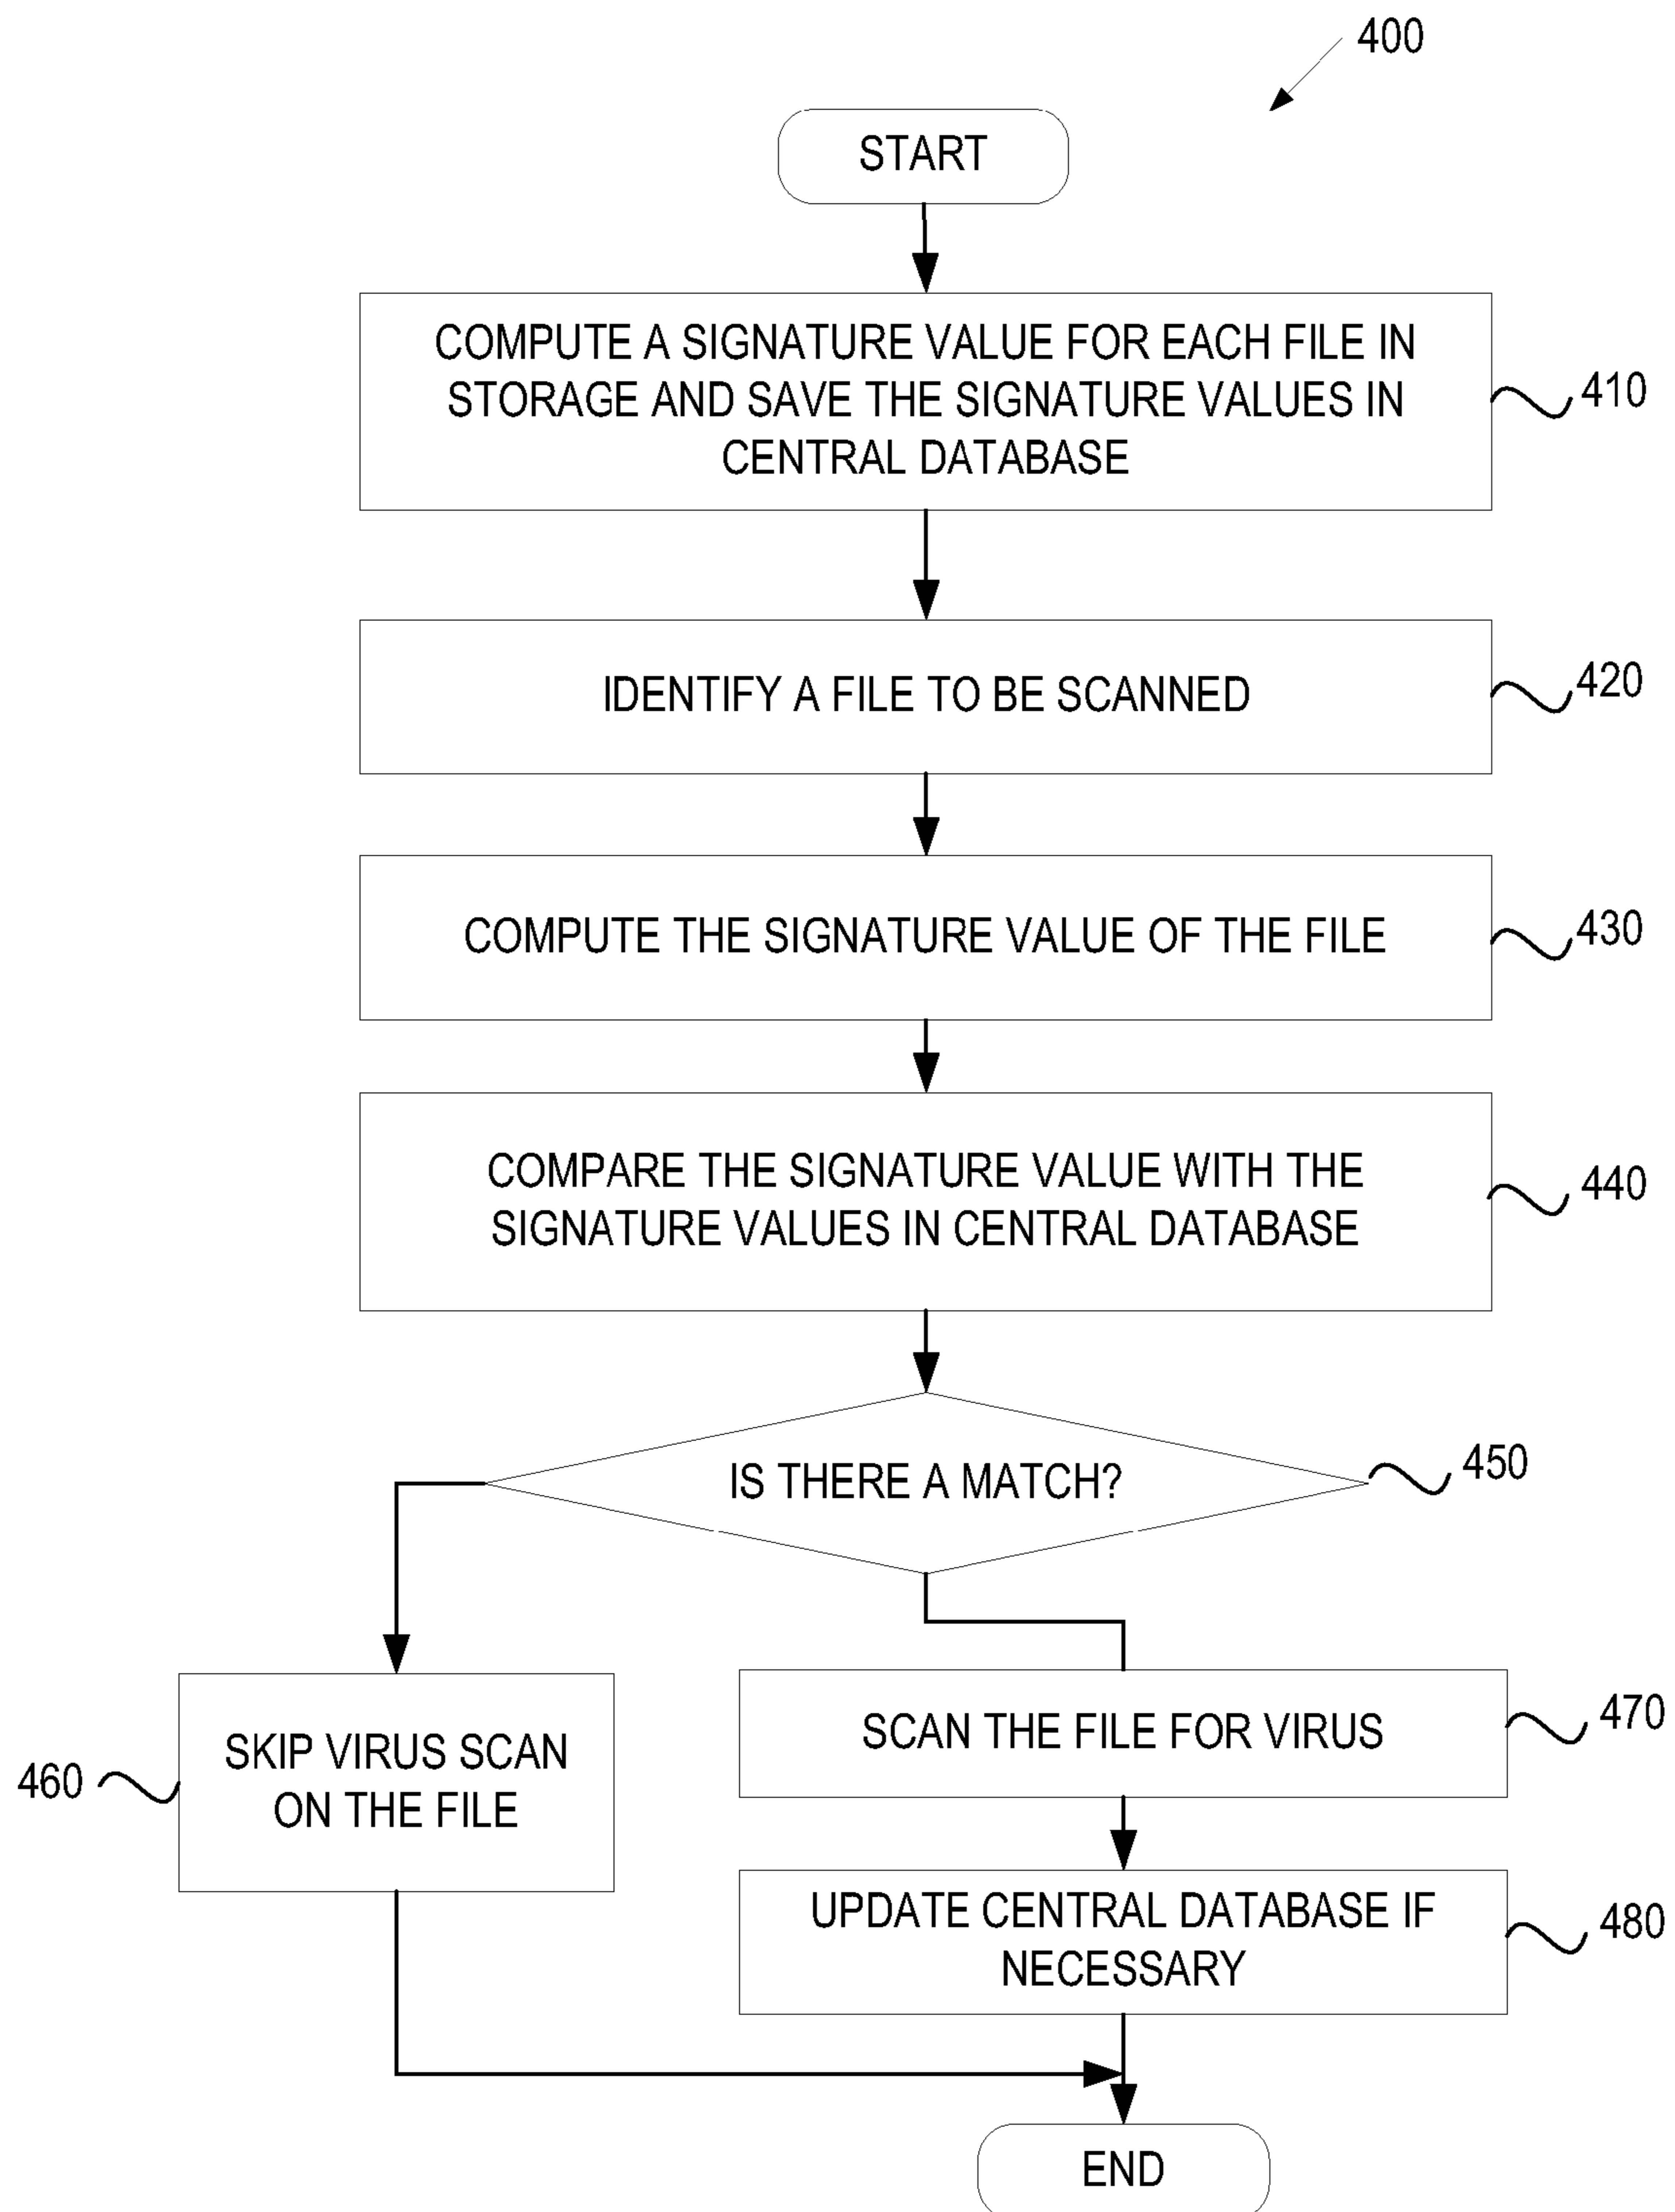 400
START
COMPUTE A SIGNATURE VALUE FOR EACH FILE IN
STORAGE AND SAVE THE SIGNATURE VALUES IN
CENTRAL DATABASE
410
IDENTIFY A FILE TO BE SCANNED
420
COMPUTE THE SIGNATURE VALUE OF THE FILE
430
COMPARE THE SIGNATURE VALUE WITH THE
SIGNATURE VALUES IN CENTRAL DATABASE
440
IS THERE A MATCH?
450
SKIP VIRUS SCAN
ON THE FILE
460
SCAN THE FILE FOR VIRUS
470
UPDATE CENTRAL DATABASE IF
NECESSARY
480
END